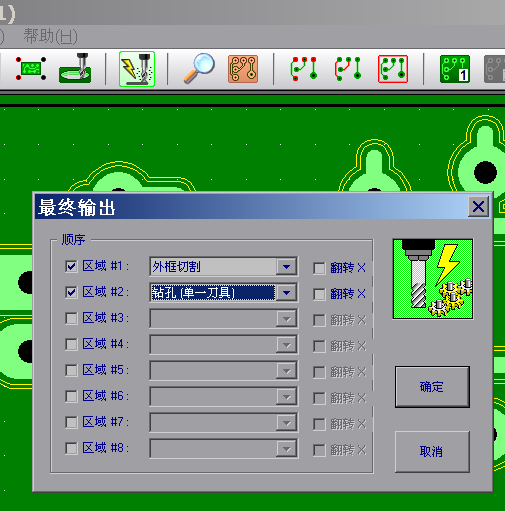 1)
) 帮助(H)
1
最终输出
顺序
区域 #1: 外框切割 翻转 X
区域 #2: 钻孔 (单一刀具) 翻转 X
区域 #3: 翻转 X
区域 #4: 翻转 X
区域 #5: 翻转 X
区域 #6: 翻转 X
区域 #7: 翻转 X
区域 #8: 翻转 X
确定
取消